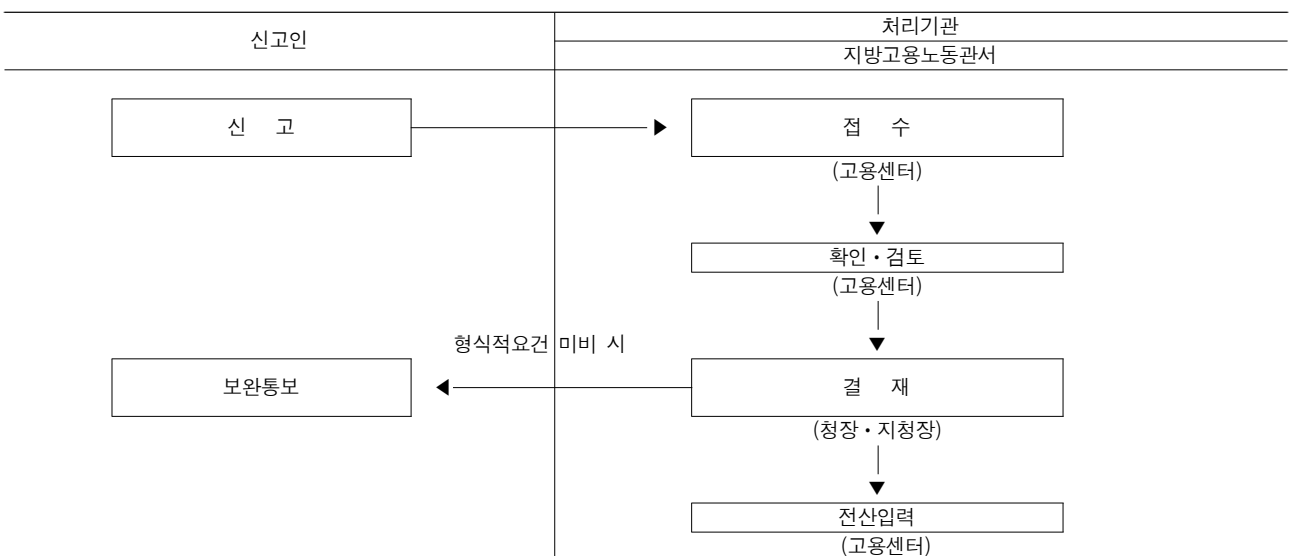 신고인
처리기관
지방고용노동관서
신 고
접 수
(고용센터)
확인・검토
(고용센터)
형식적요건 미비 시
보완통보
결 재
(청장・지청장)
전산입력
(고용센터)